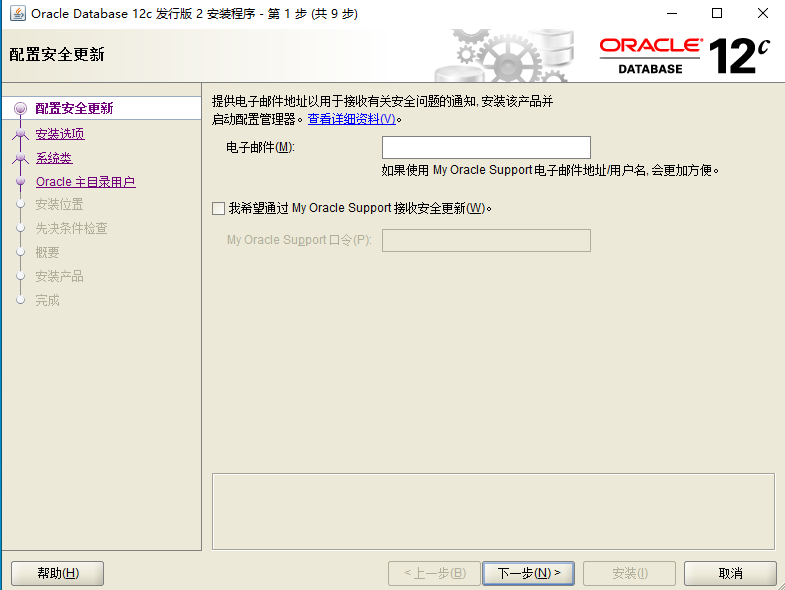 Oracle Database 12c 发行版 2 安装程序 - 第 1 步 (共 9 步)
配置安全更新
ORACLE®
DATABASE
12c
配置安全更新
安装选项
系统类
Oracle 主目录用户
安装位置
先决条件检查
概要
安装产品
完成
提供电子邮件地址以用于接收有关安全问题的通知, 安装该产品并
启动配置管理器。查看详细资料(V)。
电子邮件(M):
如果使用 My Oracle Support 电子邮件地址/用户名, 会更加方便。
我希望通过 My Oracle Support 接收安全更新(W)。
My Oracle Support 口令(P):
帮助(H)
< 上一步(B)
下一步(N) >
安装(I)
取消